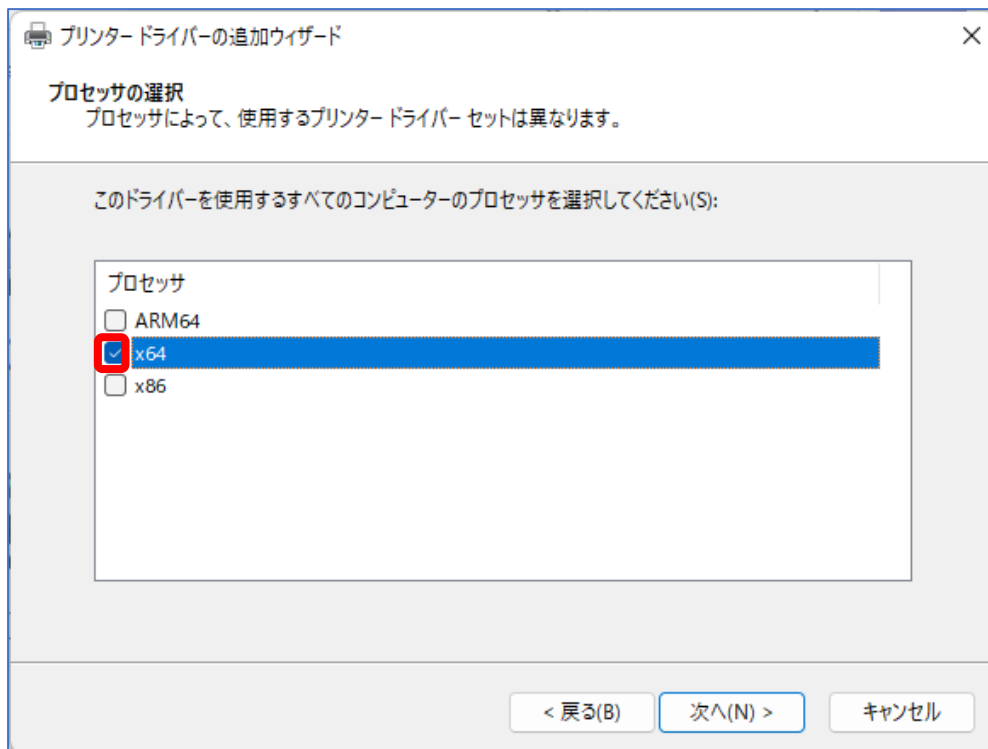 プリンター ドライバーの追加ウィザード
プロセッサの選択
プロセッサによって、使用するプリンター ドライバー セットは異なります。
このドライバーを使用するすべてのコンピューターのプロセッサを選択してください(S):
プロセッサ
ARM64
x64
x86
< 戻る(B)
次へ(N) >
キャンセル